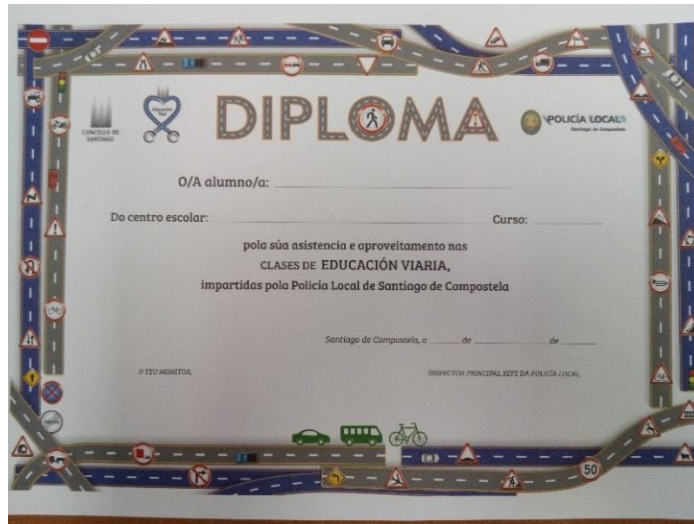 CONCELLO DE
SANTIAGO
Educación
Vial
DIPLOMA
POLICÍA LOCAL
Santiago de Compostela
O/A alumno/a:
Do centro escolar: Curso:
pola súa asistencia e aproveitamento nas
CLASES DE EDUCACIÓN VIARIA,
impartidas pola Policía Local de Santiago de Compostela
Santiago de Compostela, a de de
O TEU MONITOR,
INSPECTOR PRINCIPAL XEFE DA POLICÍA LOCAL,
50